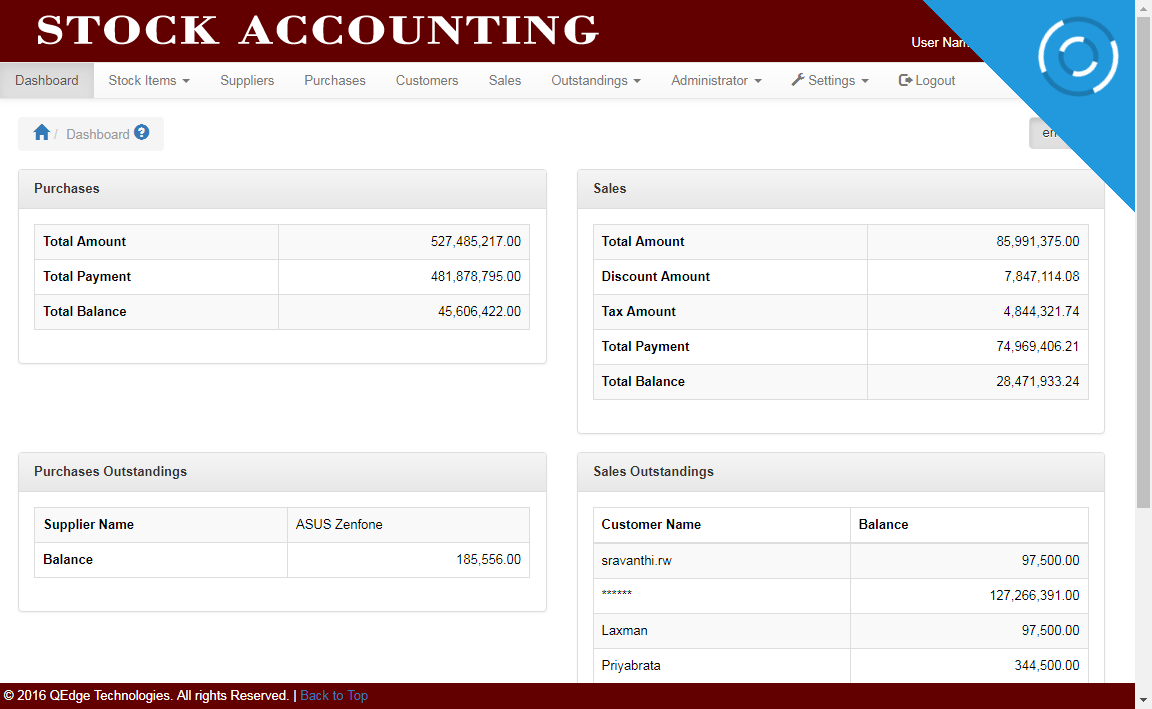 STOCK ACCOUNTING
User Nam
Dashboard Stock Items Suppliers Purchases Customers Sales Outstandings Administrator Settings Logout
/ Dashboard ?
en
Purchases
Total Amount 527,485,217.00
Total Payment 481,878,795.00
Total Balance 45,606,422.00
Sales
Total Amount 85,991,375.00
Discount Amount 7,847,114.08
Tax Amount 4,844,321.74
Total Payment 74,969,406.21
Total Balance 28,471,933.24
Purchases Outstandings
Supplier Name ASUS Zenfone
Balance 185,556.00
Sales Outstandings
Customer Name Balance
sravanthi.rw 97,500.00
****** 127,266,391.00
Laxman 97,500.00
Priyabrata 344,500.00
© 2016 QEdge Technologies. All rights Reserved. | Back to Top